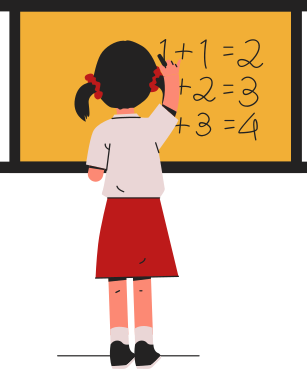 1 + 1 = 2
+ 2 = 3
+ 3 = 4